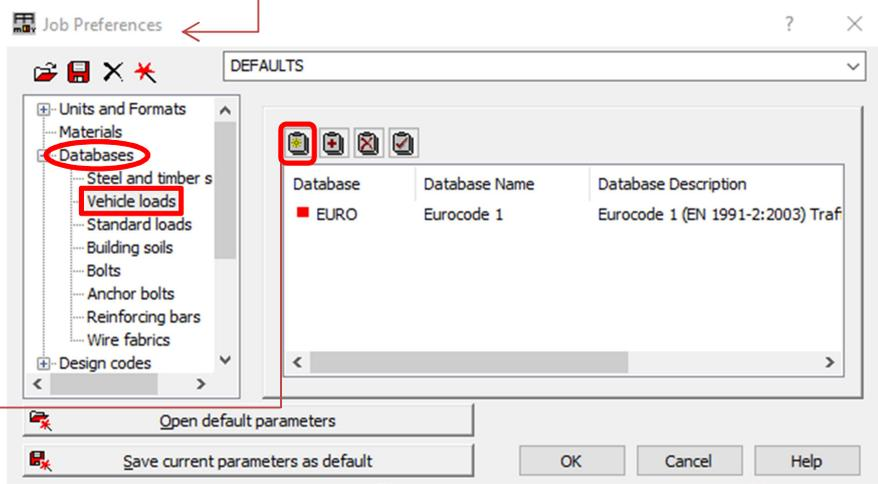 Job Preferences
DEFAULTS
Units and Formats
Materials
Databases
Steel and timber s
Vehicle loads
Standard loads
Building soils
Bolts
Anchor bolts
Reinforcing bars
Wire fabrics
Design codes
Database Database Name Database Description
EURO Eurocode 1 Eurocode 1 (EN 1991-2:2003) Traf
Open default parameters
Save current parameters as default
OK Cancel Help